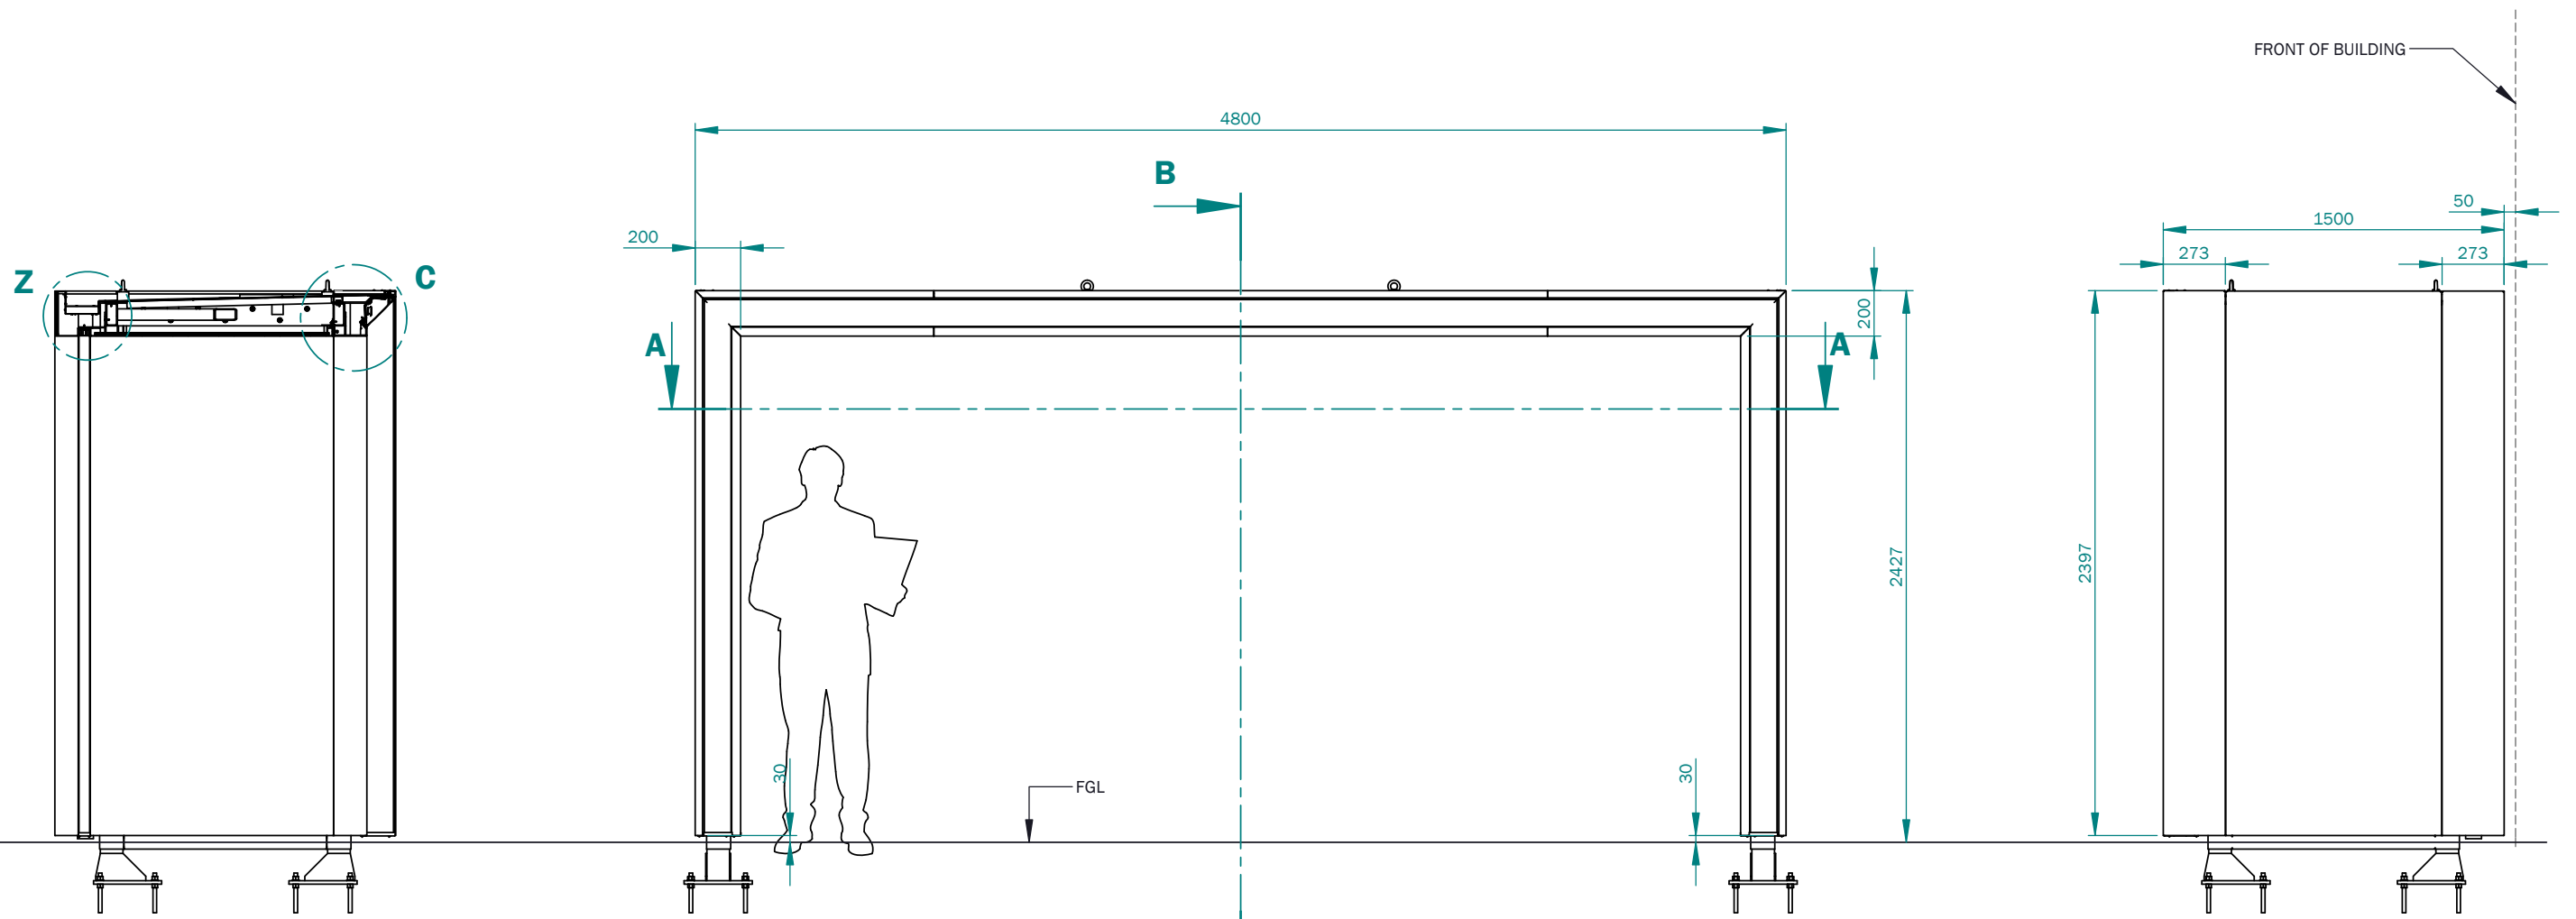 FRONT OF BUILDING
4800
B
50
1500
200
273
273
Z
C
200
A
A
2427
2397
30
30
FGL